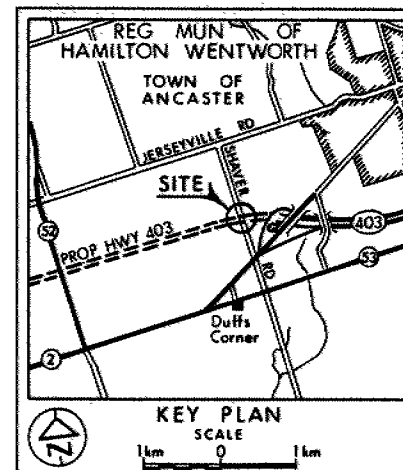 REG MUN OF
HAMILTON WENTWORTH
TOWN OF
ANCASTER
JERSEYVILLE RD
SHAVER
SITE
52
PROP HWY 403
403
RD
53
Duffs
Corner
2
KEY PLAN
SCALE
N
1km 0 1km